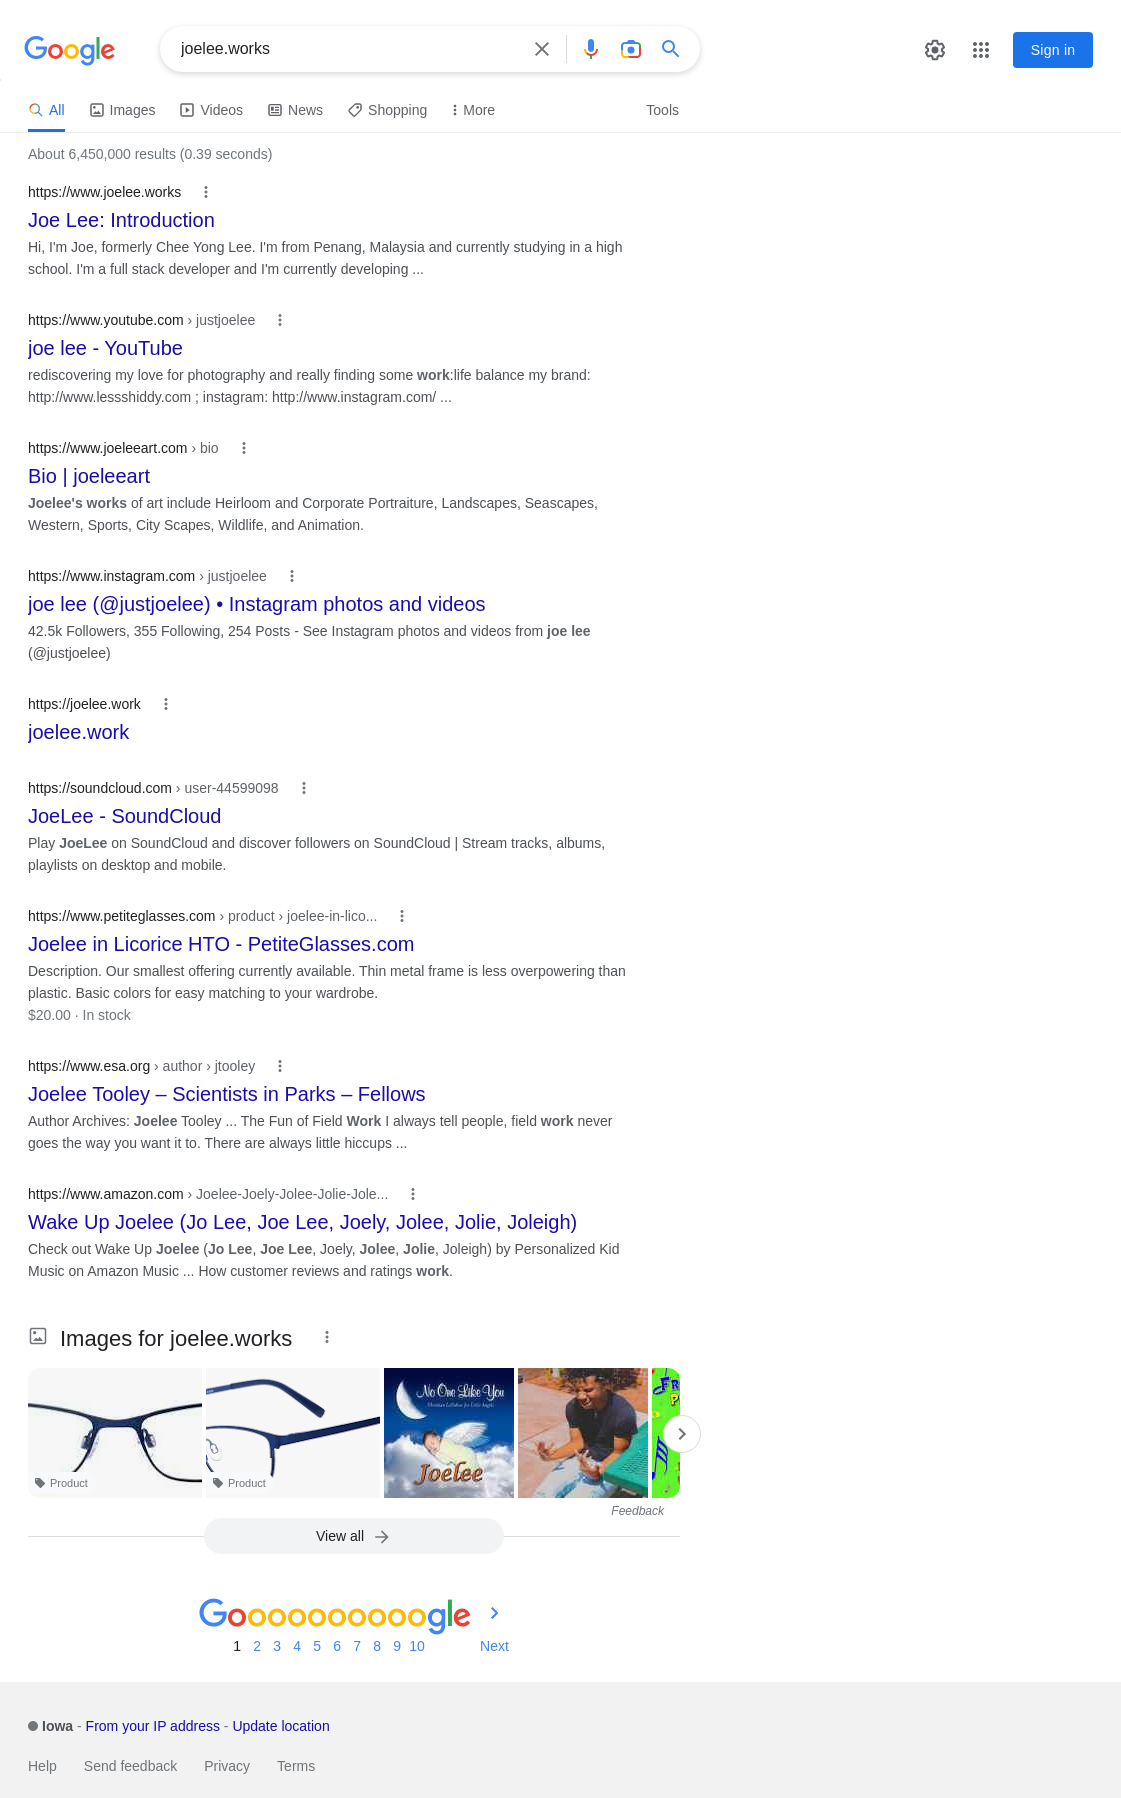 Google
joelee.works
Sign in
All
Images
Videos
News
Shopping
More
Tools
About 6,450,000 results (0.39 seconds)
https://www.joelee.works
Joe Lee: Introduction
Hi, I'm Joe, formerly Chee Yong Lee. I'm from Penang, Malaysia and currently studying in a high
school. I'm a full stack developer and I'm currently developing ...
https://www.youtube.com › justjoelee
joe lee - YouTube
rediscovering my love for photography and really finding some work:life balance my brand:
http://www.lessshiddy.com ; instagram: http://www.instagram.com/ ...
https://www.joeleeart.com › bio
Bio | joeleeart
Joelee's works of art include Heirloom and Corporate Portraiture, Landscapes, Seascapes,
Western, Sports, City Scapes, Wildlife, and Animation.
https://www.instagram.com › justjoelee
joe lee (@justjoelee) • Instagram photos and videos
42.5k Followers, 355 Following, 254 Posts - See Instagram photos and videos from joe lee
(@justjoelee)
https://joelee.work
joelee.work
https://soundcloud.com › user-44599098
JoeLee - SoundCloud
Play JoeLee on SoundCloud and discover followers on SoundCloud | Stream tracks, albums,
playlists on desktop and mobile.
https://www.petiteglasses.com › product › joelee-in-lico...
Joelee in Licorice HTO - PetiteGlasses.com
Description. Our smallest offering currently available. Thin metal frame is less overpowering than
plastic. Basic colors for easy matching to your wardrobe.
$20.00 · In stock
https://www.esa.org › author › jtooley
Joelee Tooley – Scientists in Parks – Fellows
Author Archives: Joelee Tooley ... The Fun of Field Work I always tell people, field work never
goes the way you want it to. There are always little hiccups ...
https://www.amazon.com › Joelee-Joely-Jolee-Jolie-Jole...
Wake Up Joelee (Jo Lee, Joe Lee, Joely, Jolee, Jolie, Joleigh)
Check out Wake Up Joelee (Jo Lee, Joe Lee, Joely, Jolee, Jolie, Joleigh) by Personalized Kid
Music on Amazon Music ... How customer reviews and ratings work.
Images for joelee.works
Product
Product
No One Like You
Christian Lullabies for Little Angels
Joelee
Feedback
View all
Goooooooooogle
1 2 3 4 5 6 7 8 9 10
Next
Iowa - From your IP address - Update location
Help
Send feedback
Privacy
Terms